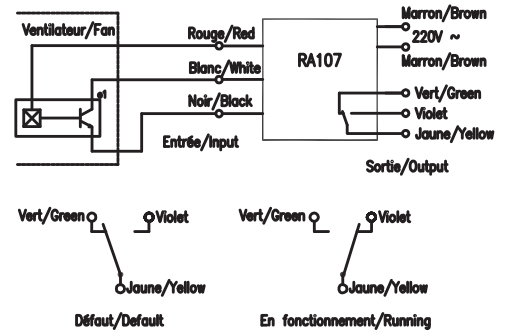 Ventilateur/Fan
Rouge/Red
Marron/Brown
220V ~
Marron/Brown
RA107
Blanc/White
e1
Noir/Black
Vert/Green
Violet
Jaune/Yellow
Entrée/Input
Sortie/Output
Vert/Green
Violet
Vert/Green
Violet
Jaune/Yellow
Jaune/Yellow
Défaut/Default
En fonctionnement/Running